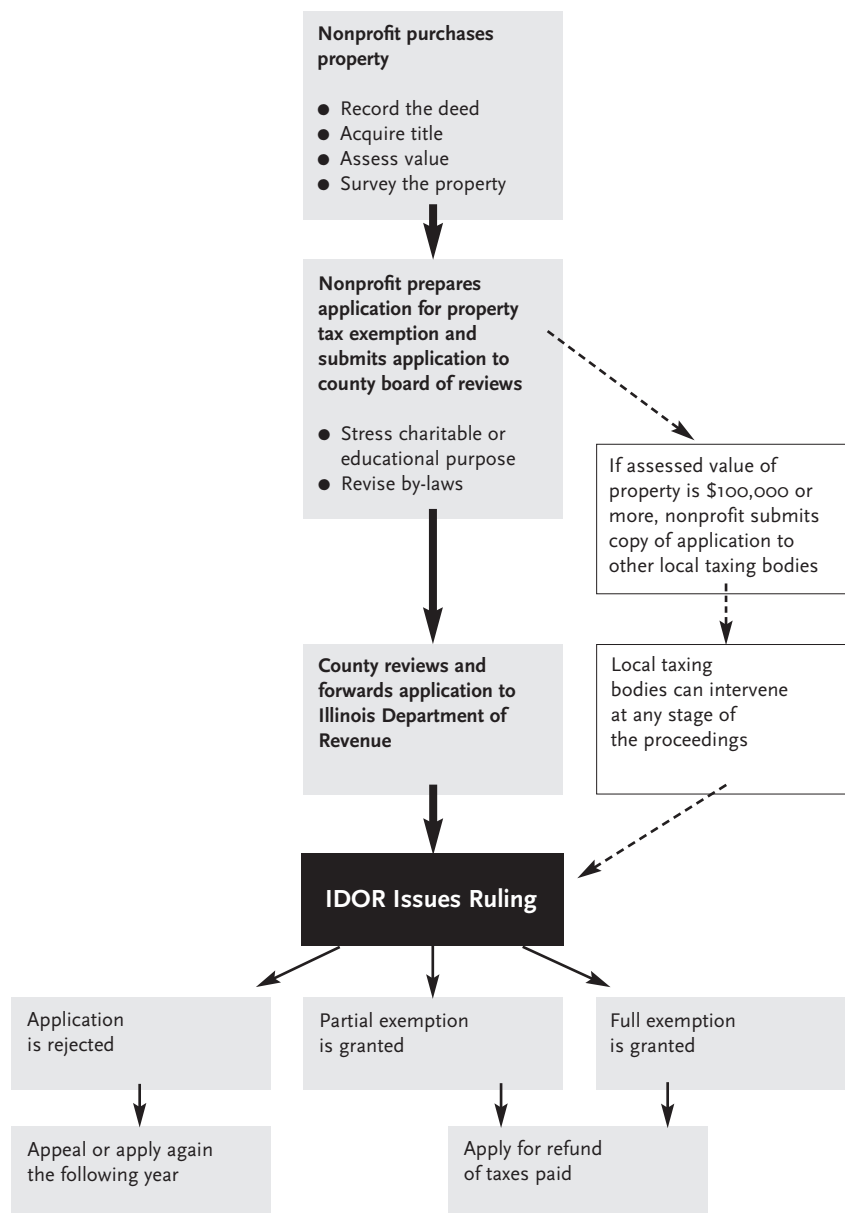 Nonprofit purchases
property
● Record the deed
● Acquire title
● Assess value
● Survey the property
Nonprofit prepares
application for property
tax exemption and
submits application to
county board of reviews
● Stress charitable or
educational purpose
● Revise by-laws
If assessed value of
property is $100,000 or
more, nonprofit submits
copy of application to
other local taxing bodies
County reviews and
forwards application to
Illinois Department of
Revenue
Local taxing
bodies can intervene
at any stage of
the proceedings
IDOR Issues Ruling
Application
is rejected
Partial exemption
is granted
Full exemption
is granted
Appeal or apply again
the following year
Apply for refund
of taxes paid